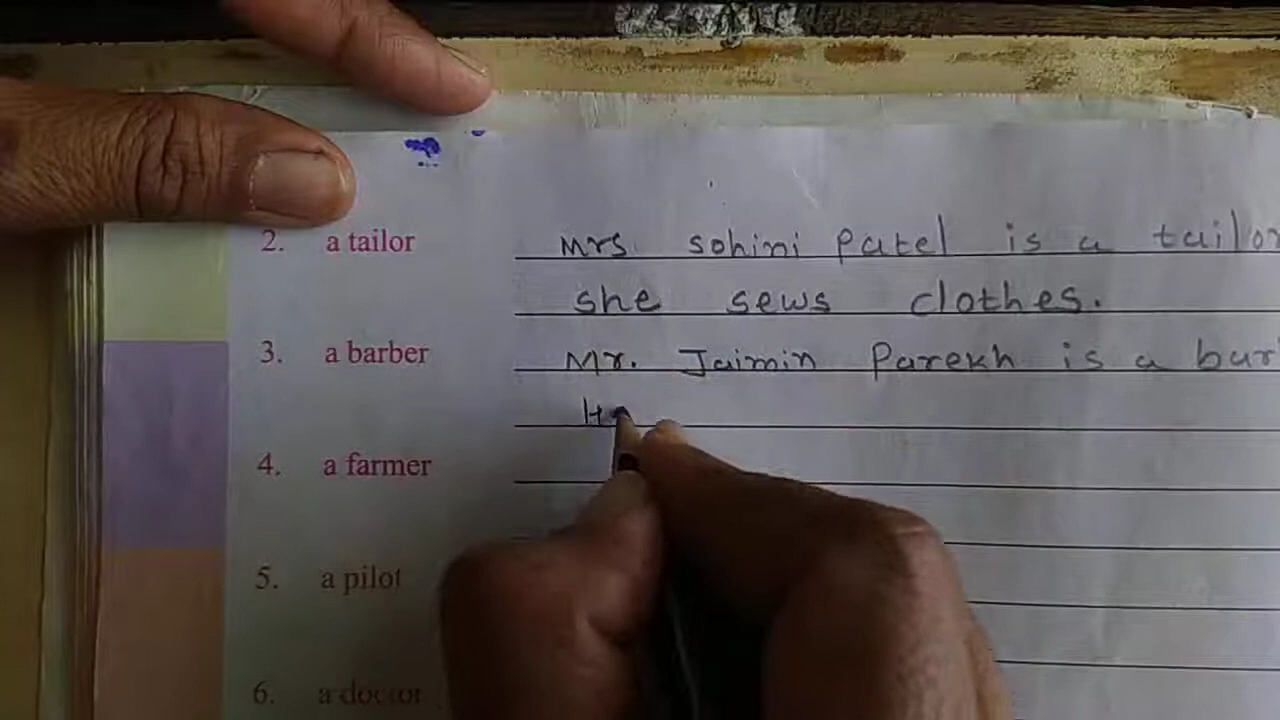 2. a tailor Mrs. sohini patel is a tailor
she sews clothes.
3. a barber Mr. Jaimin Parekh is a
He
4. a farmer
5. a pilot
6. a doctor